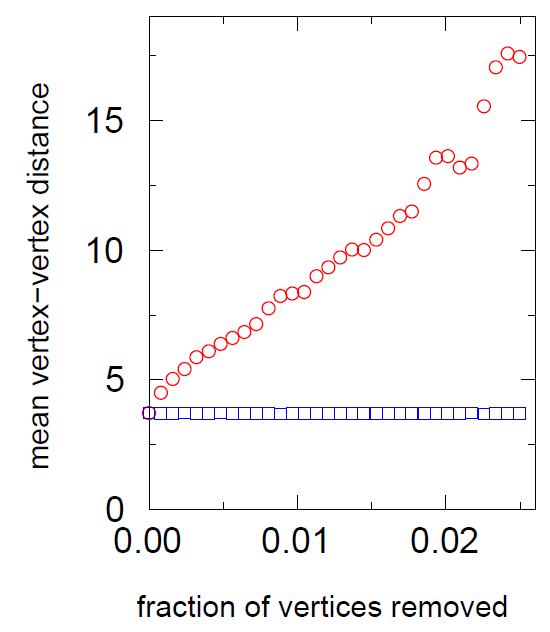 mean vertex−vertex distance
15
10
5
0
0.00 0.01 0.02
fraction of vertices removed